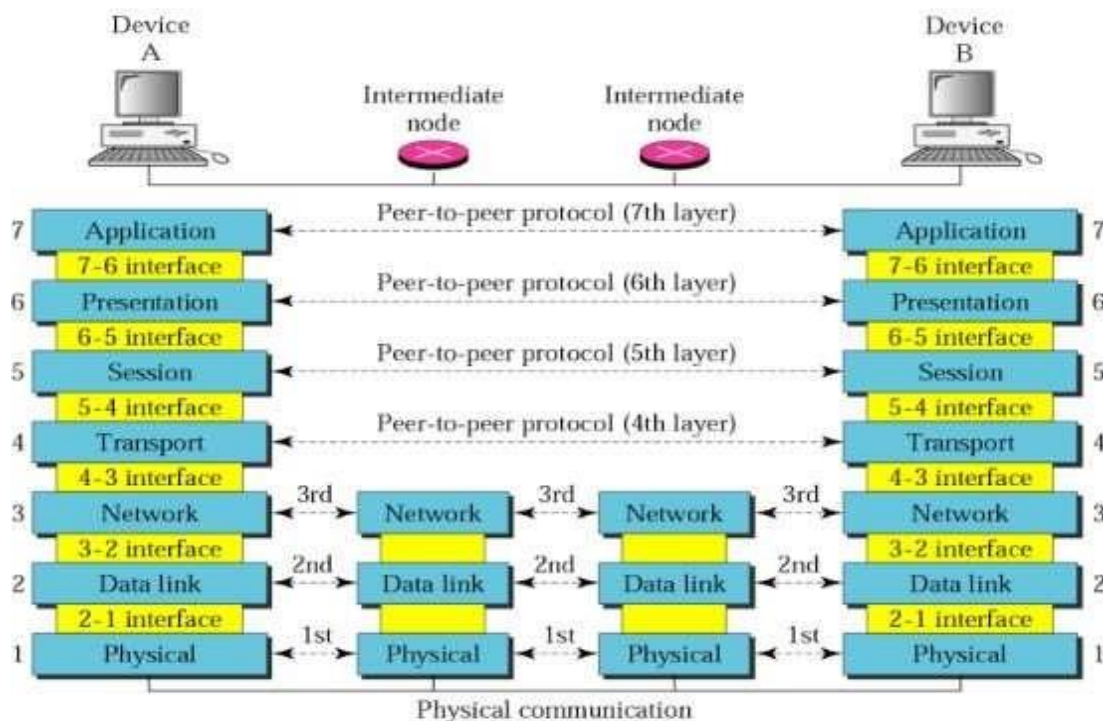 Device
A
Device
B
Intermediate
node
Intermediate
node
Peer-to-peer protocol (7th layer)
7 Application
Application 7
7-6 interface
7-6 interface
Peer-to-peer protocol (6th layer)
6 Presentation
Presentation 6
6-5 interface
6-5 interface
Peer-to-peer protocol (5th layer)
5 Session
Session 5
5-4 interface
5-4 interface
Peer-to-peer protocol (4th layer)
4 Transport
Transport 4
4-3 interface
4-3 interface
3rd 3rd 3rd
3 Network Network Network Network 3
3-2 interface
3-2 interface
2nd 2nd 2nd
2 Data link Data link Data link Data link 2
2-1 interface
2-1 interface
1st 1st 1st
1 Physical Physical Physical Physical 1
Physical communication